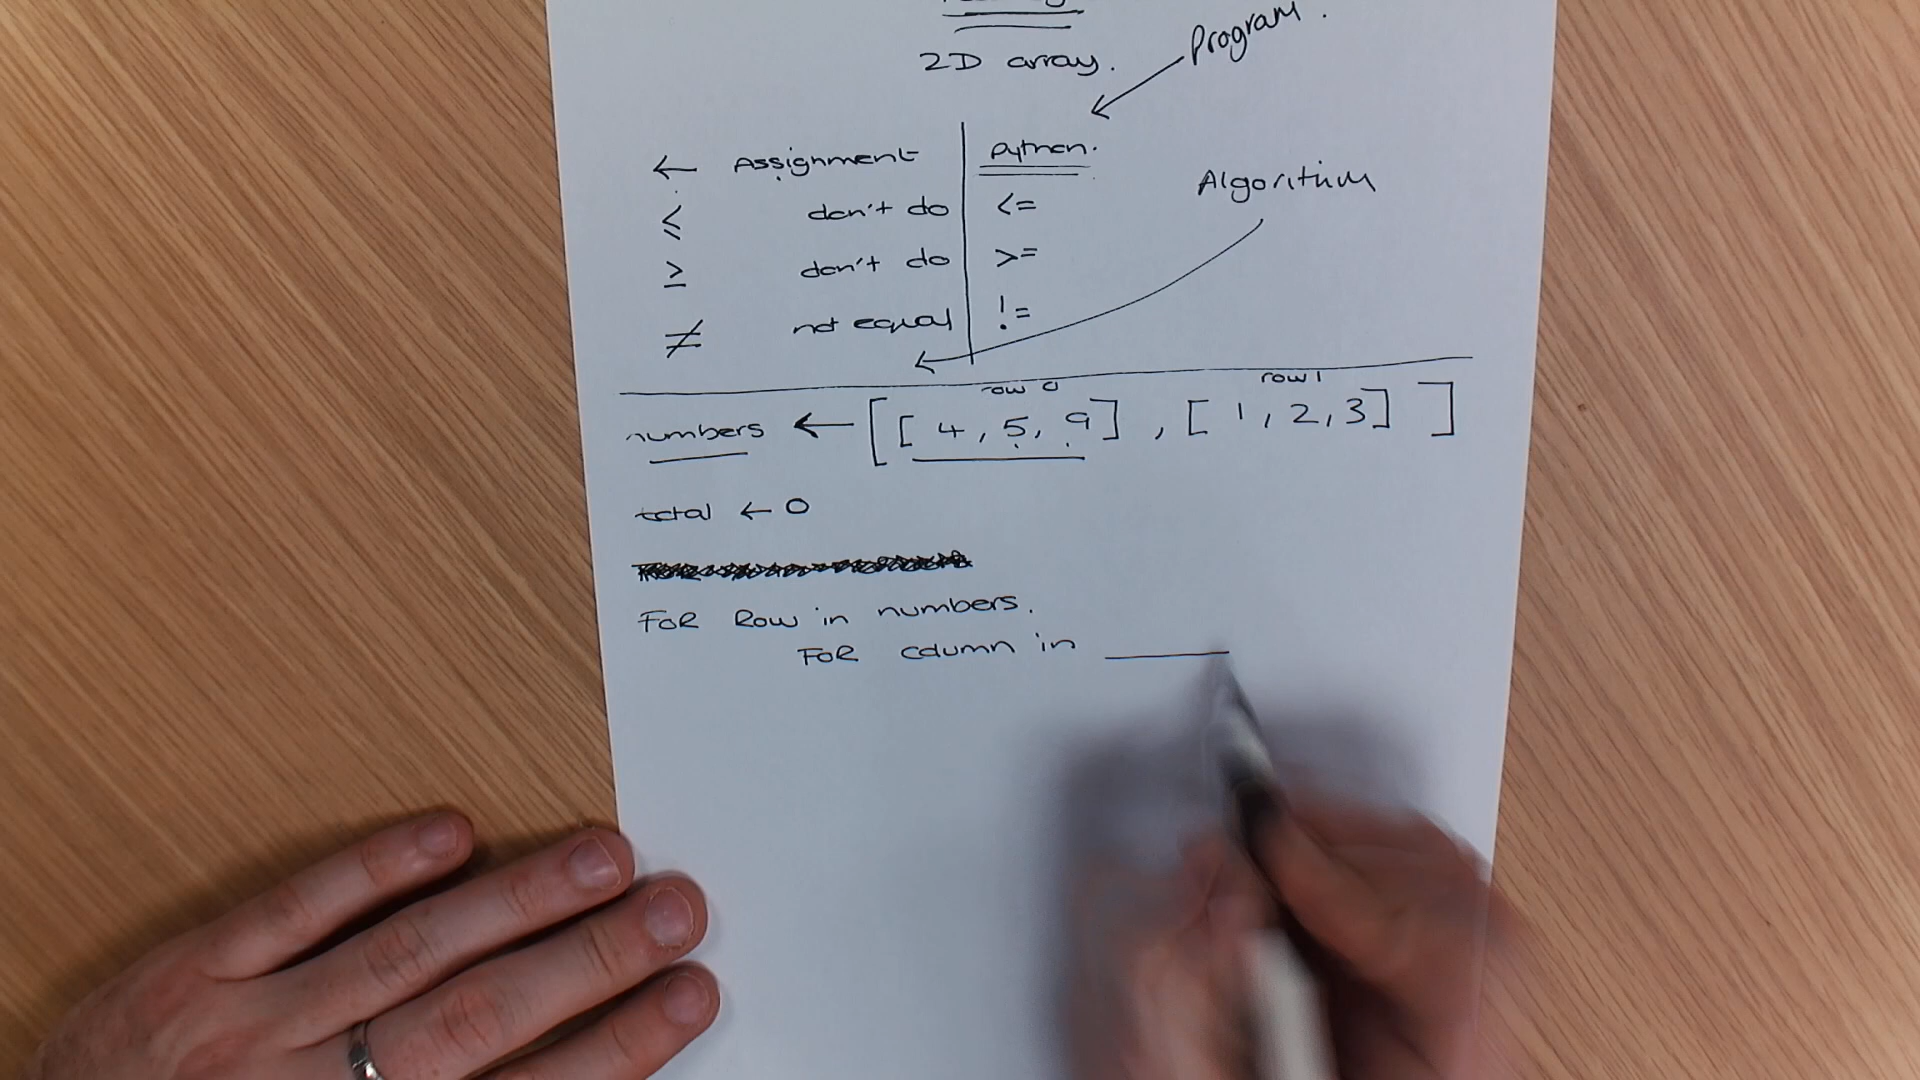 2D array.
Program.
← Assignment
Python.
≤ don't do <=
≥ don't do >=
≠ not equal !=
Algorithm
row 0 row 1
numbers ← [[4, 5, 9], [1, 2, 3]]
total ← 0
FOR Row in numbers.
FOR column in ______